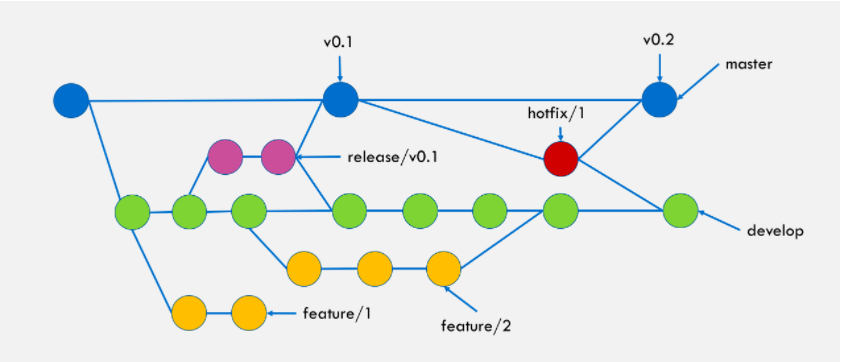 v0.1
v0.2
master
hotfix/1
release/v0.1
develop
feature/1
feature/2